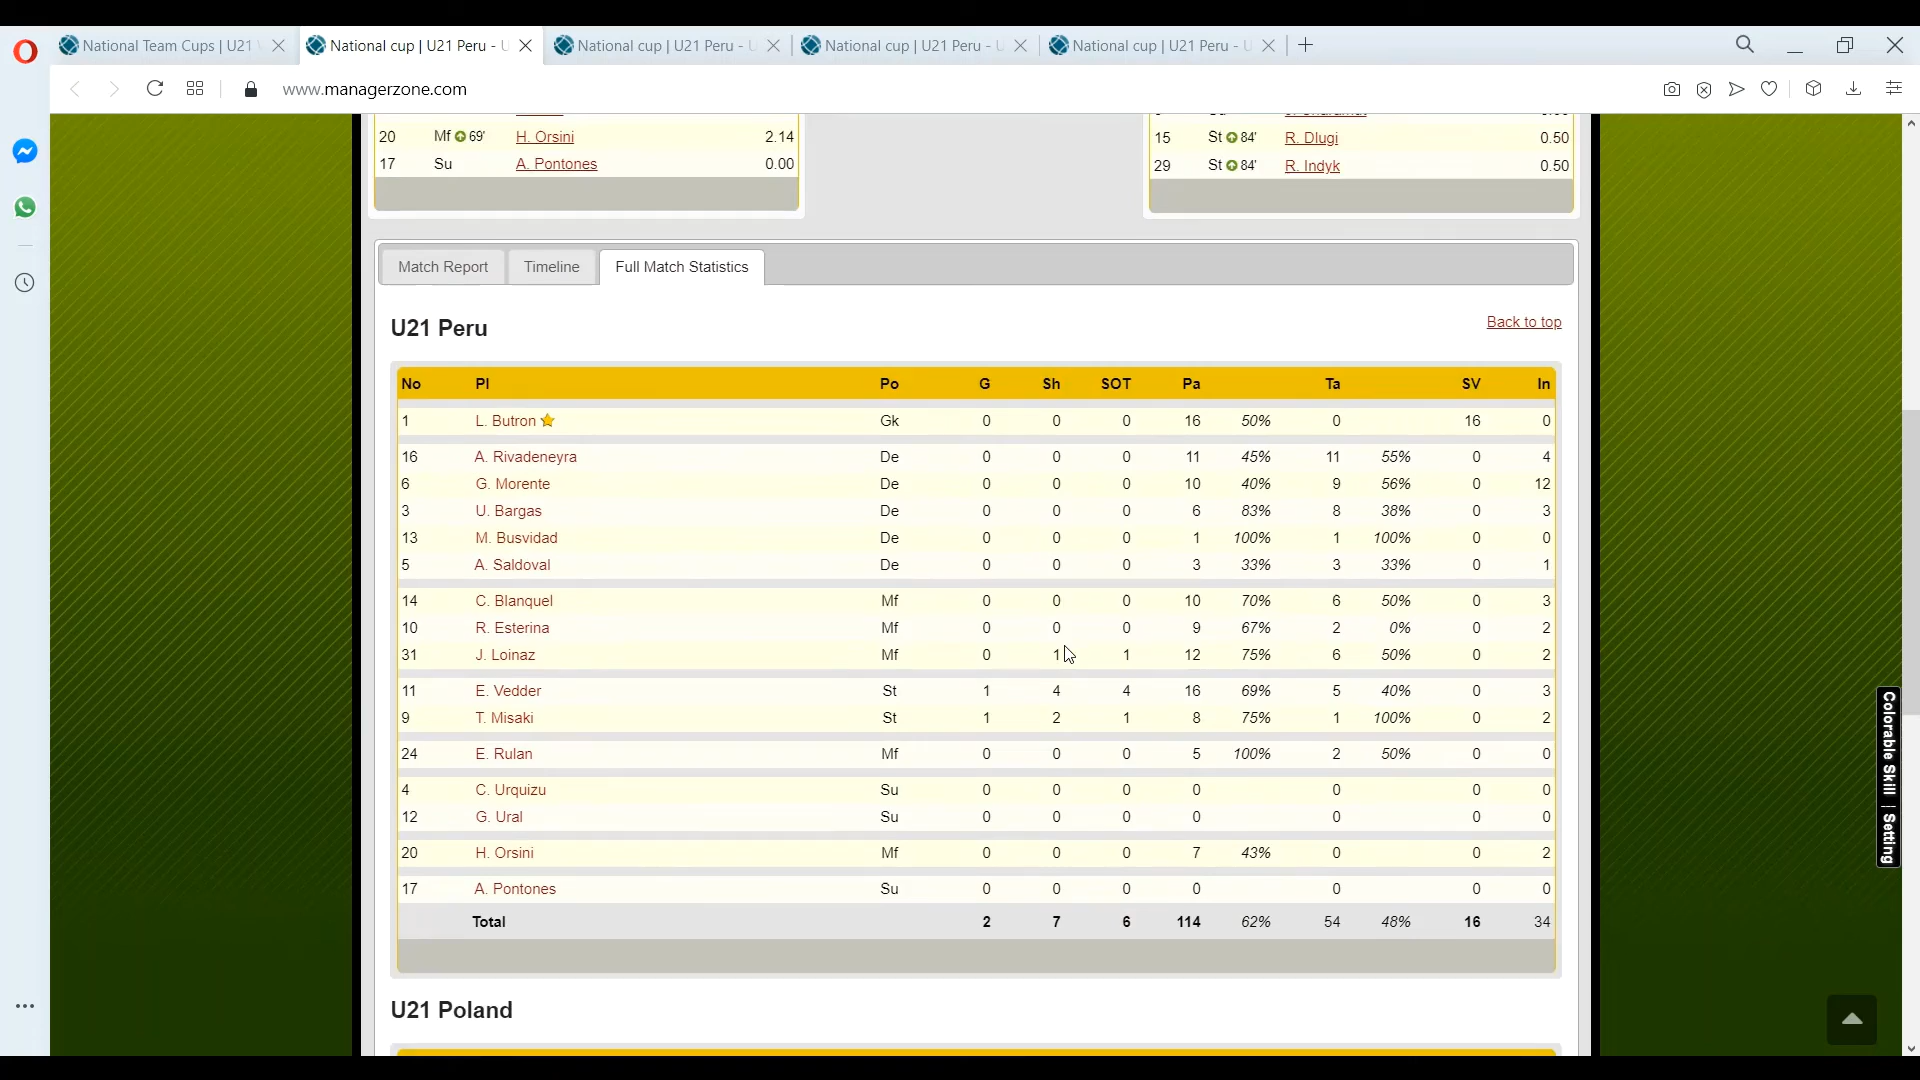 National Team Cups | U21
National cup | U21 Peru - U
National cup | U21 Peru - U
National cup | U21 Peru - U
National cup | U21 Peru - U
www.managerzone.com
20 Mf 69' H. Orsini 2.14
17 Su A. Pontones 0.00
15 St 84' R. Dlugi 0.50
29 St 84' R. Indyk 0.50
Match Report Timeline Full Match Statistics
U21 Peru
Back to top
No Pl Po G Sh SOT Pa Ta SV In
1 L. Butron Gk 0 0 0 16 50% 0 16 0
16 A. Rivadeneyra De 0 0 0 11 45% 11 55% 0 4
6 G. Morente De 0 0 0 10 40% 9 56% 0 12
3 U. Bargas De 0 0 0 6 83% 8 38% 0 3
13 M. Busvidad De 0 0 0 1 100% 1 100% 0 0
5 A. Saldoval De 0 0 0 3 33% 3 33% 0 1
14 C. Blanquel Mf 0 0 0 10 70% 6 50% 0 3
10 R. Esterina Mf 0 0 0 9 67% 2 0% 0 2
31 J. Loinaz Mf 0 1 1 12 75% 6 50% 0 2
11 E. Vedder St 1 4 4 16 69% 5 40% 0 3
9 T. Misaki St 1 2 1 8 75% 1 100% 0 2
24 E. Rulan Mf 0 0 0 5 100% 2 50% 0 0
4 C. Urquizu Su 0 0 0 0 0 0 0
12 G. Ural Su 0 0 0 0 0 0 0
20 H. Orsini Mf 0 0 0 7 43% 0 0 2
17 A. Pontones Su 0 0 0 0 0 0 0
Total 2 7 6 114 62% 54 48% 16 34
U21 Poland
Colorable Skill | Setting